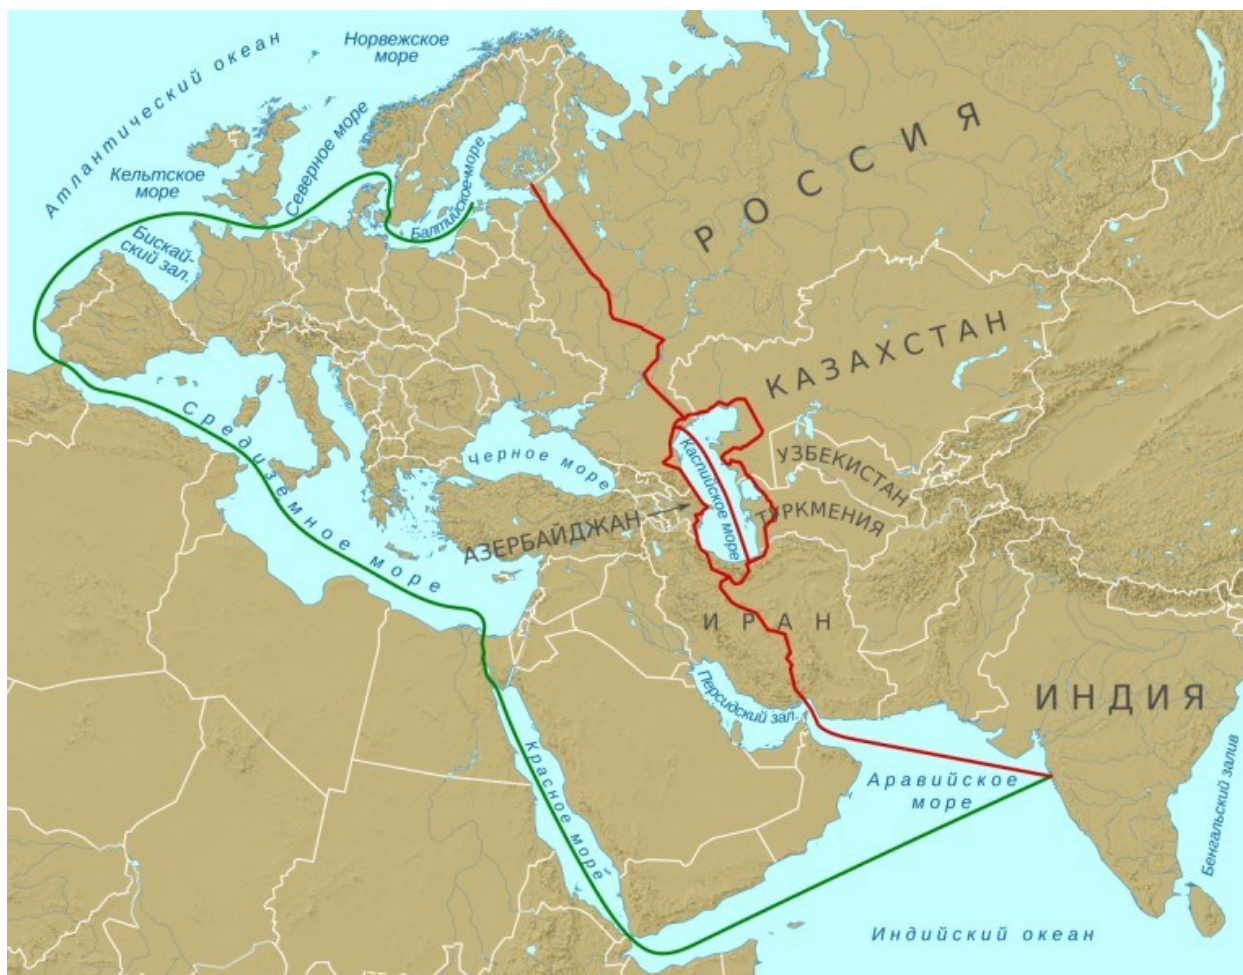 Норвежское
море
Атлантический океан
Северное море
Кельтское
море
Балтийское море
Бискай-
ский зал.
РОССИЯ
КАЗАХСТАН
Средиземное море
Черное море
Каспийское море
УЗБЕКИСТАН
ТУРКМЕНИЯ
АЗЕРБАЙДЖАН
ИРАН
Персидский зал.
ИНДИЯ
Красное море
Аравийское
море
Бенгальский залив
Индийский океан